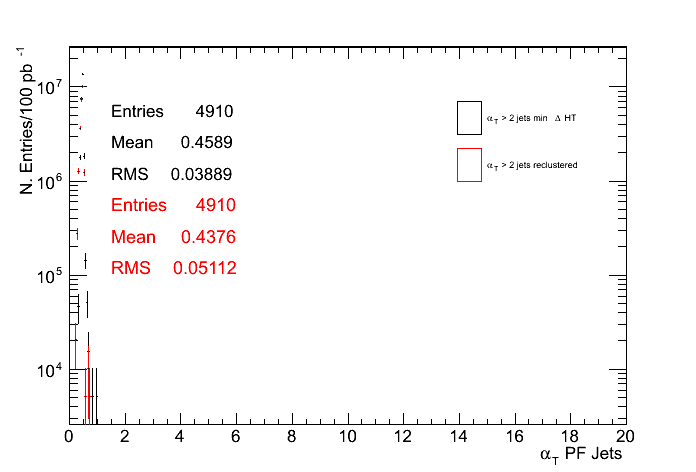 N. Entries/100 pb -1
10^7
10^6
10^5
10^4
Entries 4910
Mean 0.4589
RMS 0.03889
Entries 4910
Mean 0.4376
RMS 0.05112
α_T > 2 jets min Δ HT
α_T > 2 jets reclustered
0 2 4 6 8 10 12 14 16 18 20
α_T PF Jets